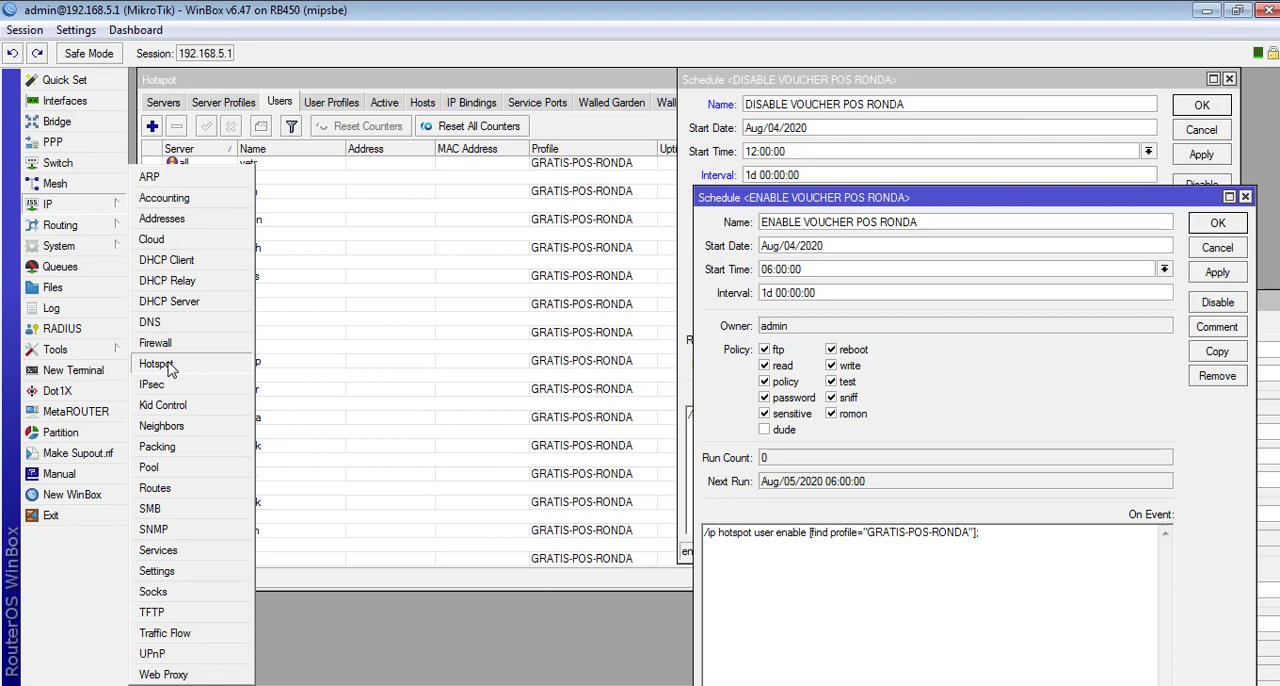 admin@192.168.5.1 (MikroTik) - WinBox v6.47 on RB450 (mipsbe)
Session Settings Dashboard
Safe Mode Session: 192.168.5.1
Quick Set
Interfaces
Bridge
PPP
Switch
Mesh
IP
Routing
System
Queues
Files
Log
RADIUS
Tools
New Terminal
Dot1X
MetaROUTER
Partition
Make Supout.rif
Manual
New WinBox
Exit
RouterOS WinBox
ARP
Accounting
Addresses
Cloud
DHCP Client
DHCP Relay
DHCP Server
DNS
Firewall
Hotspot
IPsec
Kid Control
Neighbors
Packing
Pool
Routes
SMB
SNMP
Services
Settings
Socks
TFTP
Traffic Flow
UPnP
Web Proxy
Hotspot
Servers Server Profiles Users User Profiles Active Hosts IP Bindings Service Ports Walled Garden Wall
Reset Counters Reset All Counters
Server / Name Address MAC Address Profile Upti
all GRATIS-POS-RONDA
GRATIS-POS-RONDA
n GRATIS-POS-RONDA
h GRATIS-POS-RONDA
s GRATIS-POS-RONDA
GRATIS-POS-RONDA
GRATIS-POS-RONDA
p GRATIS-POS-RONDA
r GRATIS-POS-RONDA
a GRATIS-POS-RONDA
k GRATIS-POS-RONDA
GRATIS-POS-RONDA
k GRATIS-POS-RONDA
n GRATIS-POS-RONDA
GRATIS-POS-RONDA
Schedule <DISABLE VOUCHER POS RONDA>
Name: DISABLE VOUCHER POS RONDA OK
Start Date: Aug/04/2020 Cancel
Start Time: 12:00:00 Apply
Interval: 1d 00:00:00 Disable
R
/
en
Schedule <ENABLE VOUCHER POS RONDA>
Name: ENABLE VOUCHER POS RONDA OK
Start Date: Aug/04/2020 Cancel
Start Time: 06:00:00 Apply
Interval: 1d 00:00:00 Disable
Owner: admin Comment
Policy: ftp reboot Copy
read write
policy test Remove
password sniff
sensitive romon
dude
Run Count: 0
Next Run: Aug/05/2020 06:00:00
On Event:
/ip hotspot user enable [find profile="GRATIS-POS-RONDA"];